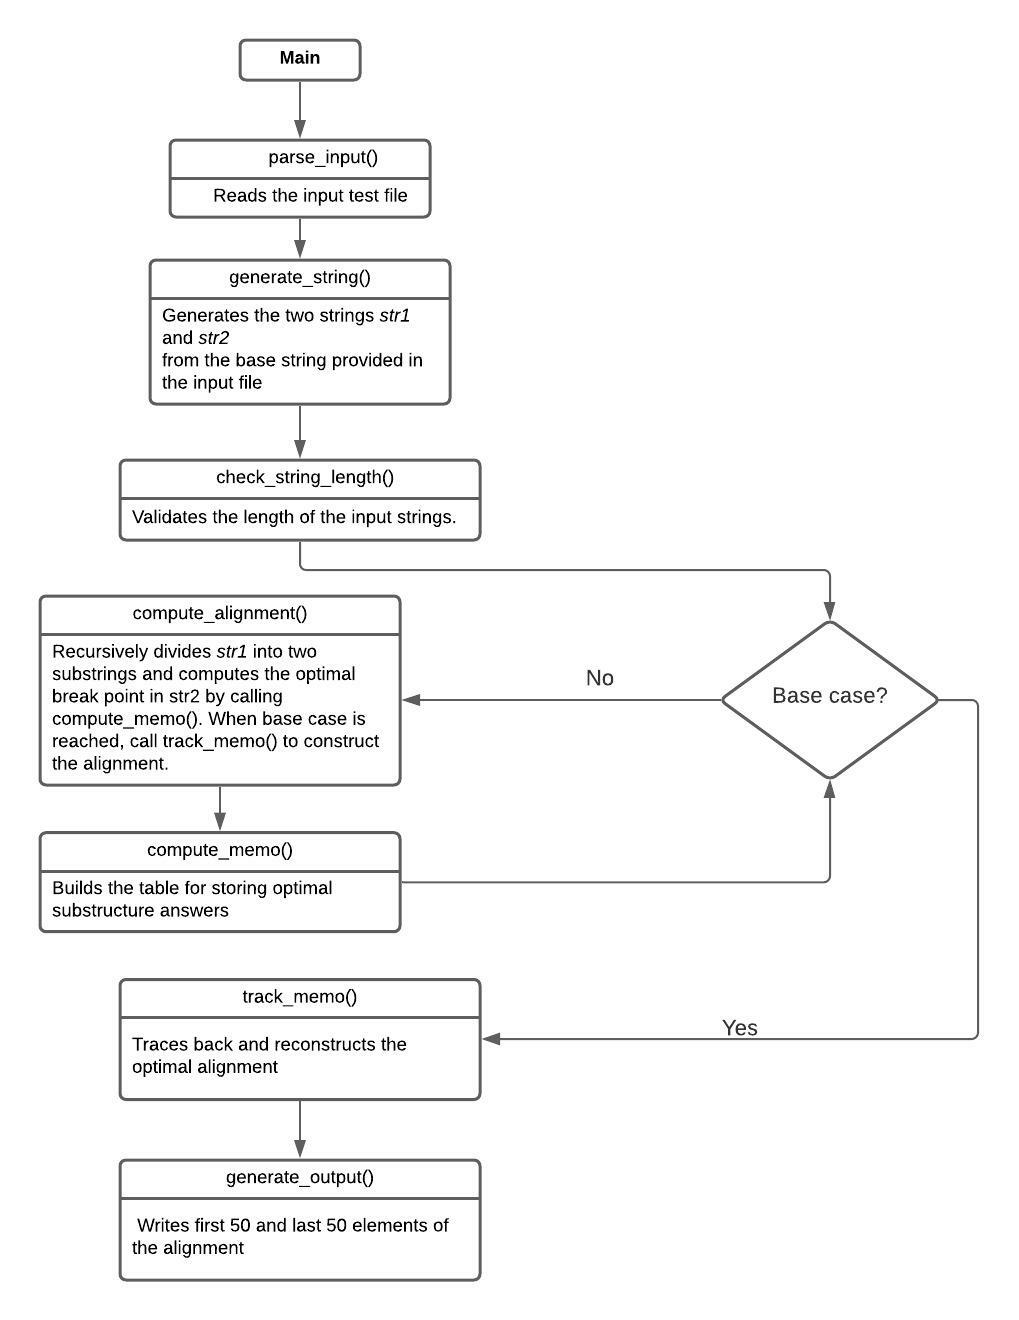 Main
parse_input()
Reads the input test file
generate_string()
Generates the two strings str1
and str2
from the base string provided in
the input file
check_string_length()
Validates the length of the input strings.
compute_alignment()
Recursively divides str1 into two
substrings and computes the optimal
break point in str2 by calling
compute_memo(). When base case is
reached, call track_memo() to construct
the alignment.
No
Base case?
compute_memo()
Builds the table for storing optimal
substructure answers
track_memo()
Traces back and reconstructs the
optimal alignment
Yes
generate_output()
Writes first 50 and last 50 elements of
the alignment